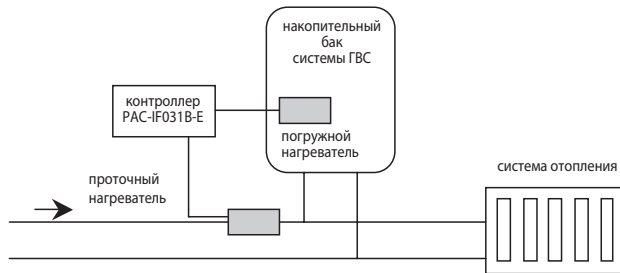 накопительный
бак
системы ГВС
контроллер
PAC-IF031B-E
погружной
нагреватель
проточный
нагреватель
система отопления